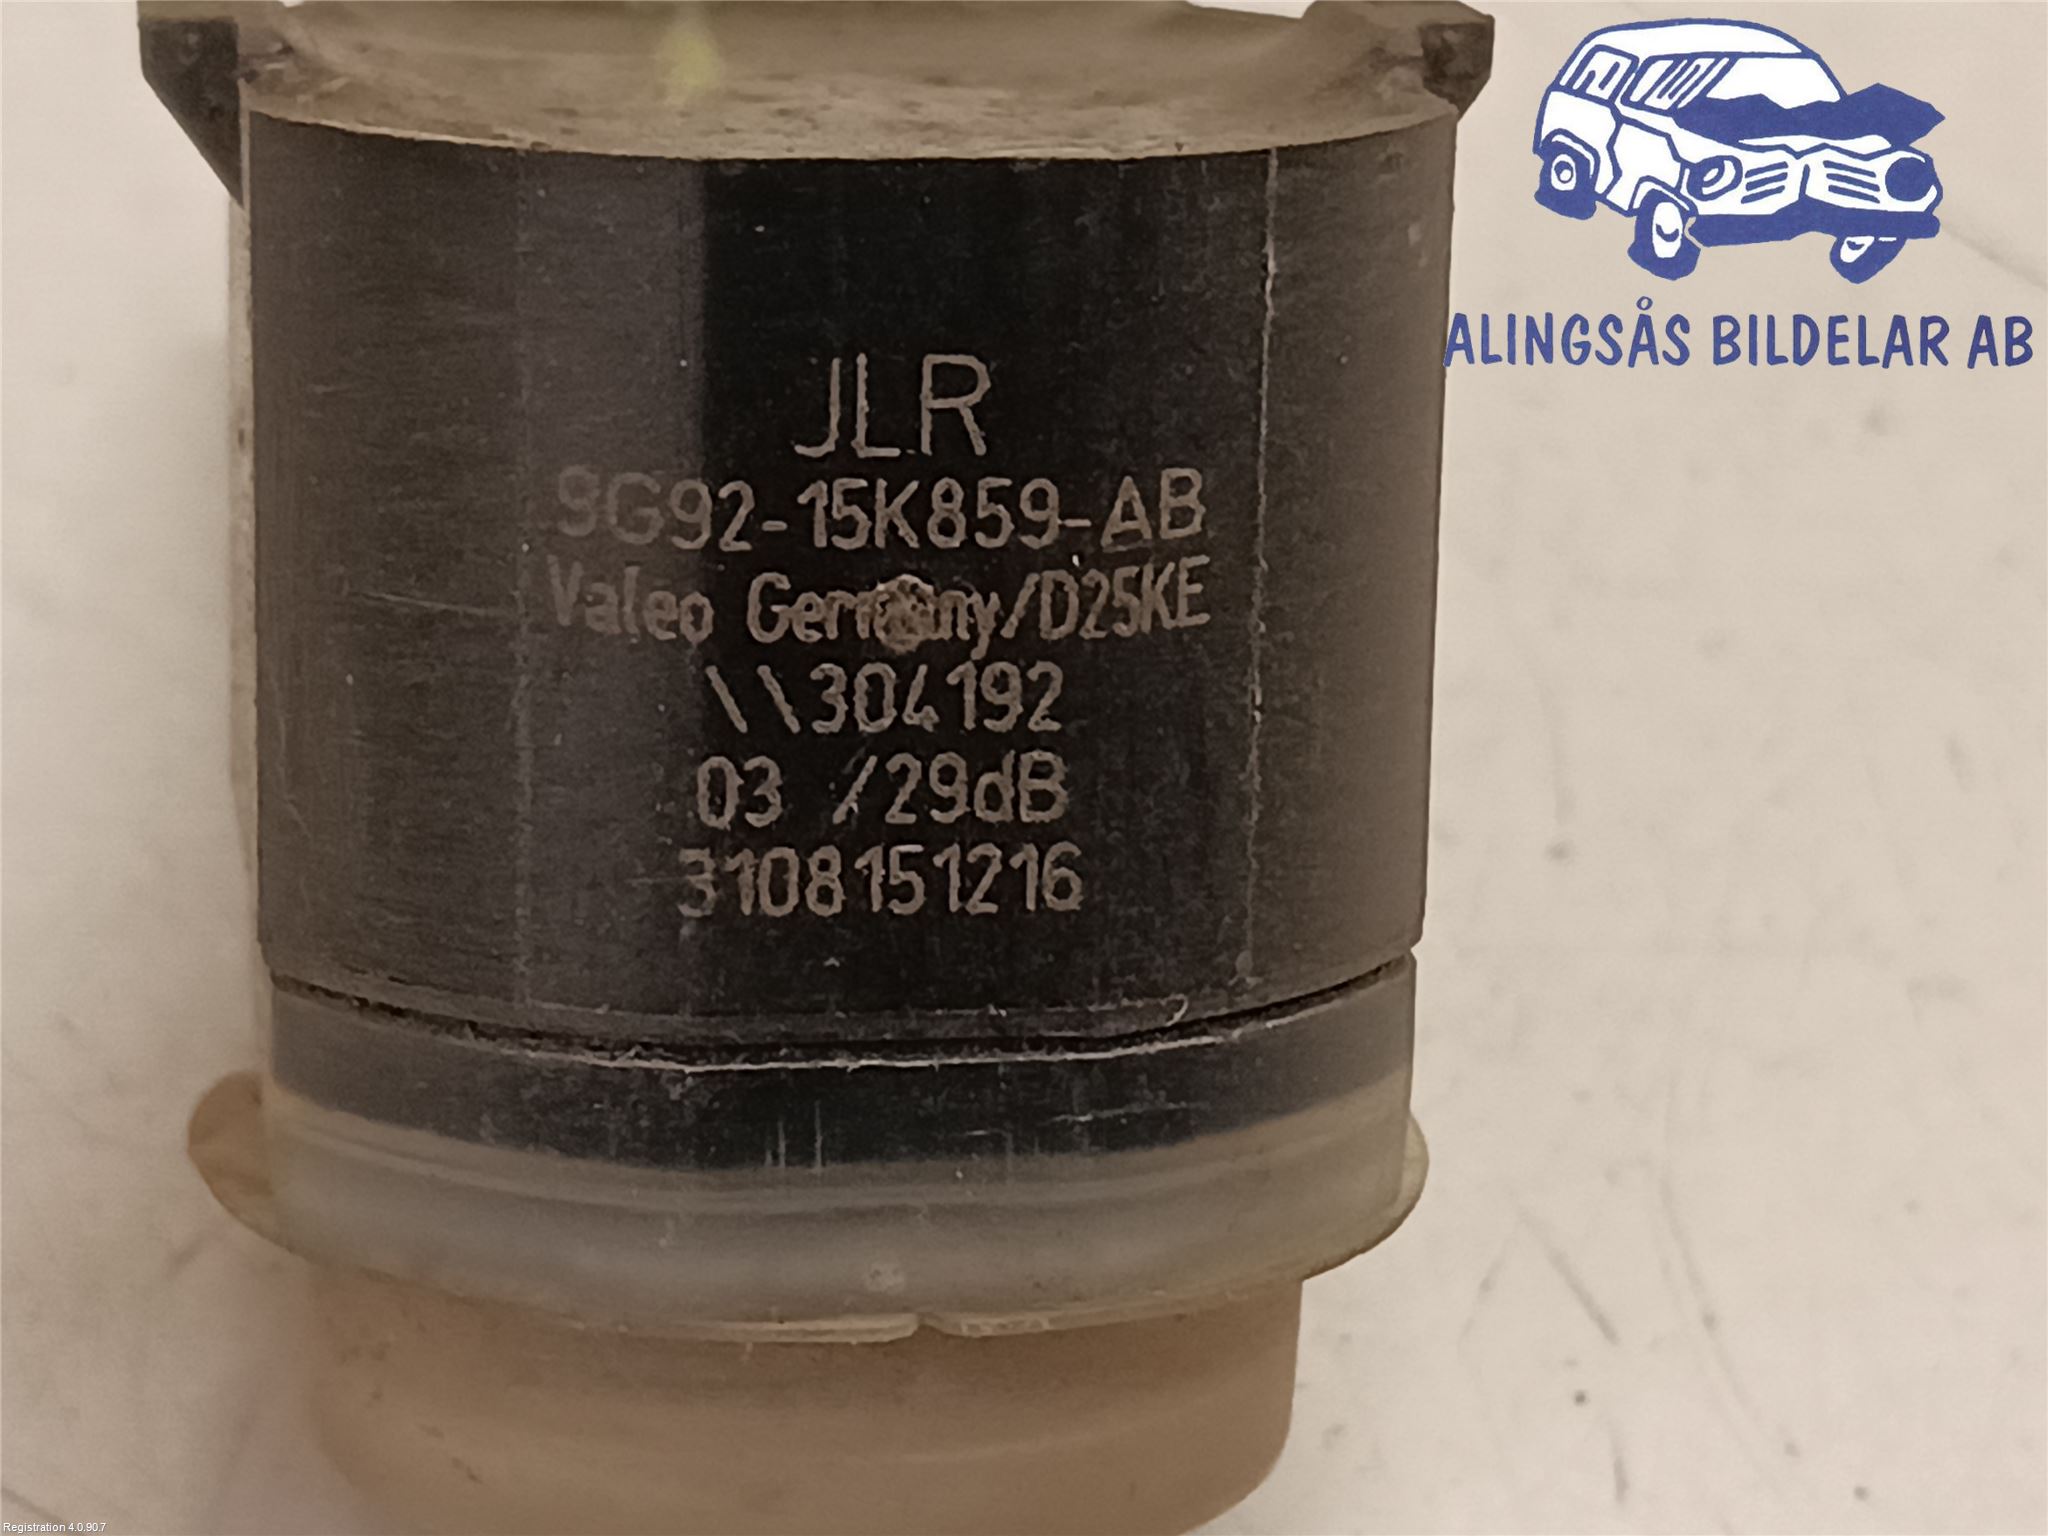 ALINGSÅS BILDELAR AB
JLR
9G92-15K859-AB
Valeo Germany/D25KE
\\304192
03 /29dB
3108151216
Registration 4.0.90.7